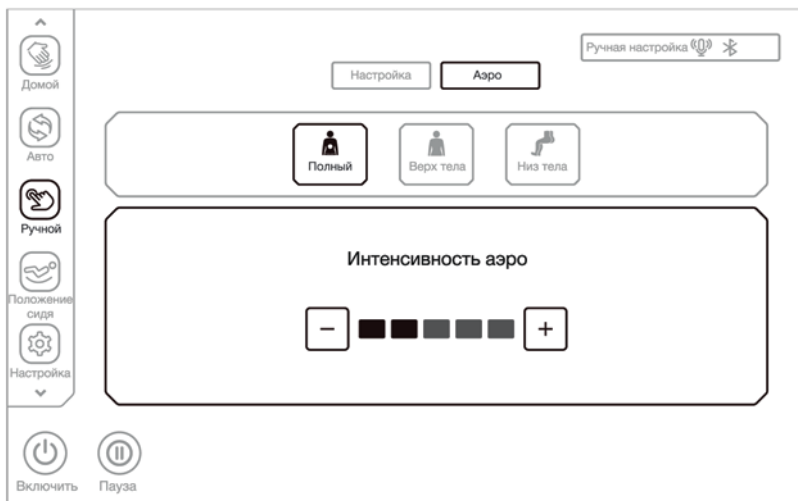 Домой
Авто
Ручной
Положение
сидя
Настройка
Включить
Пауза
Настройка
Аэро
Ручная настройка
Полный
Верх тела
Низ тела
Интенсивность аэро
− +